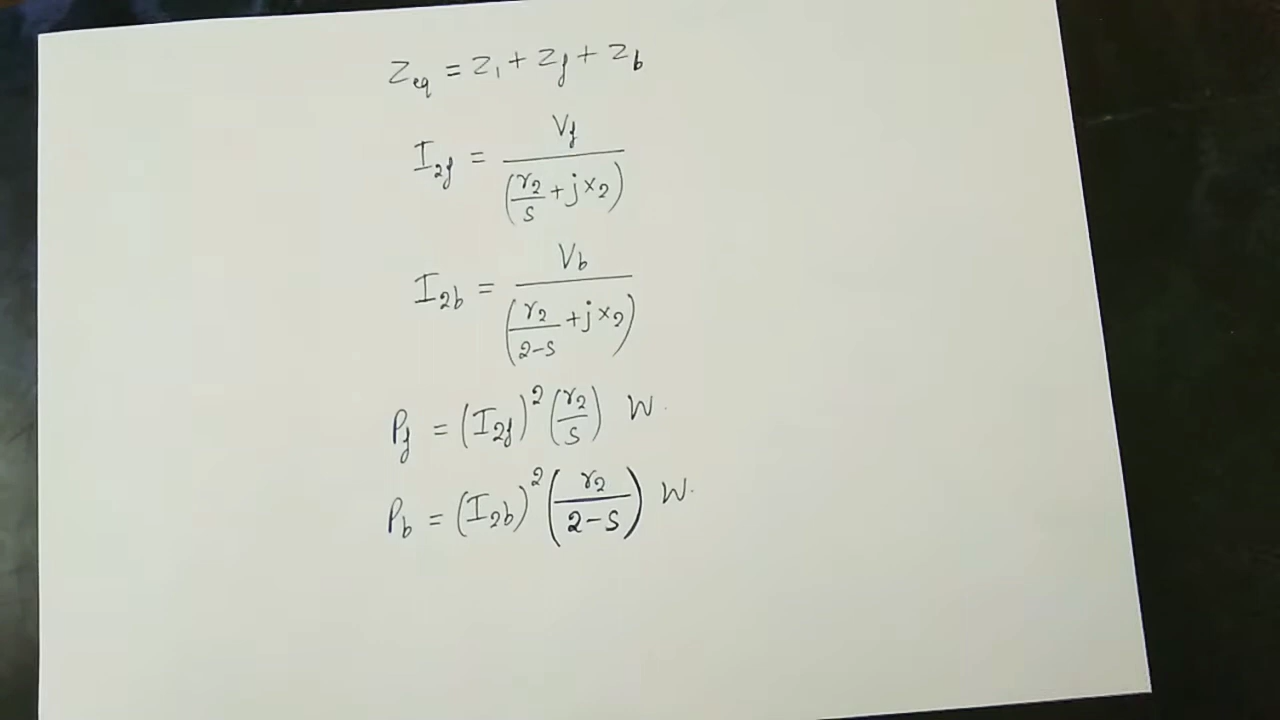 Zeq = Z1 + Zf + Zb
I2f = Vf / (r2/s + jx2)
I2b = Vb / (r2/2-s + jx2)
Pf = (I2f)^2 (r2/s) W.
Pb = (I2b)^2 (r2/2-s) W.